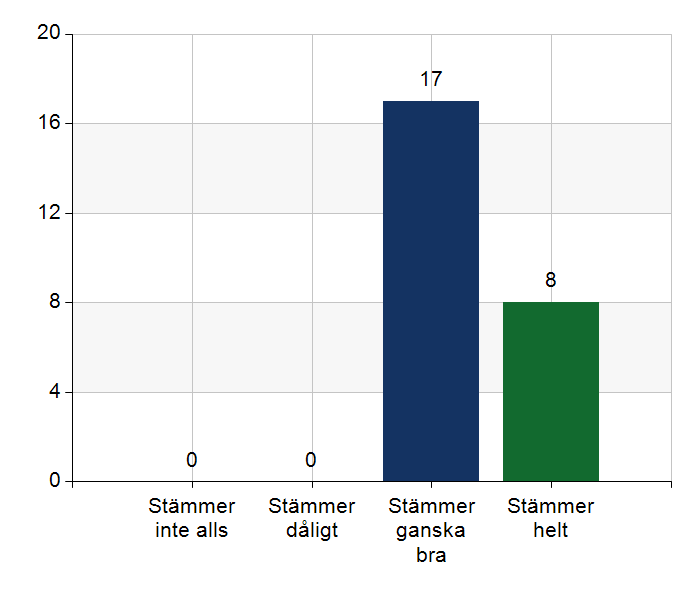 20
17
16
12
8
8
4
0
0
0
Stämmer inte alls
Stämmer dåligt
Stämmer ganska bra
Stämmer helt